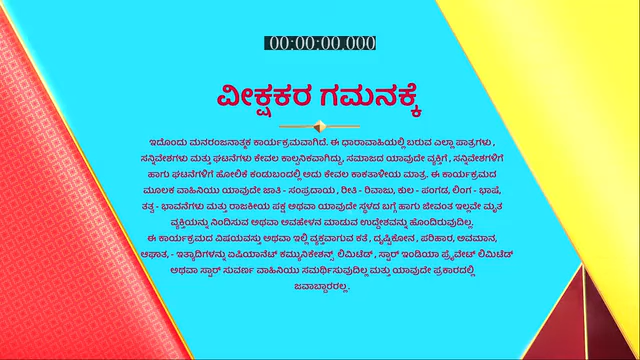 00:00:00.000
ವೀಕ್ಷಕರ ಗಮನಕ್ಕೆ
ಇದೊಂದು ಮನರಂಜನಾತ್ಮಕ ಕಾರ್ಯಕ್ರಮವಾಗಿದೆ. ಈ ಧಾರಾವಾಹಿಯಲ್ಲಿ ಬರುವ ಎಲ್ಲಾ ಪಾತ್ರಗಳು ,
ಸನ್ನಿವೇಶಗಳು ಮತ್ತು ಘಟನೆಗಳು ಕೇವಲ ಕಾಲ್ಪನಿಕವಾಗಿದ್ದು, ಸಮಾಜದ ಯಾವುದೇ ವ್ಯಕ್ತಿಗೆ , ಸನ್ನಿವೇಶಗಳಿಗೆ
ಹಾಗು ಘಟನೆಗಳಿಗೆ ಹೋಲಿಕೆ ಕಂಡುಬಂದಲ್ಲಿ ಅದು ಕೇವಲ ಕಾಕತಾಳೀಯ ಮಾತ್ರ. ಈ ಕಾರ್ಯಕ್ರಮದ
ಮೂಲಕ ವಾಹಿನಿಯು ಯಾವುದೇ ಜಾತಿ - ಸಂಪ್ರದಾಯ , ರೀತಿ - ರಿವಾಜು, ಕುಲ - ಪಂಗಡ, ಲಿಂಗ - ಭಾಷೆ,
ತತ್ವ - ಭಾವನೆಗಳು ಮತ್ತು ರಾಜಕೀಯ ಪಕ್ಷ ಅಥವಾ ಯಾವುದೇ ಸ್ಥಳದ ಬಗ್ಗೆ ಹಾಗು ಜೀವಂತ ಇಲ್ಲವೇ ಮೃತ
ವ್ಯಕ್ತಿಯನ್ನು ನಿಂದಿಸುವ ಅಥವಾ ಅವಹೇಳನ ಮಾಡುವ ಉದ್ದೇಶವನ್ನು ಹೊಂದಿರುವುದಿಲ್ಲ.
ಈ ಕಾರ್ಯಕ್ರಮದ ವಿಷಯವಸ್ತು ಅಥವಾ ಇಲ್ಲಿ ವ್ಯಕ್ತವಾಗುವ ಕತೆ , ದೃಷ್ಟಿಕೋನ , ಪರಿಹಾರ, ಅವಮಾನ,
ಆಘಾತ, - ಇತ್ಯಾದಿಗಳನ್ನು ಏಷಿಯಾನೆಟ್ ಕಮ್ಯುನಿಕೇಶನ್ಸ್ ಲಿಮಿಟೆಡ್ , ಸ್ಟಾರ್ ಇಂಡಿಯಾ ಪ್ರೈವೇಟ್ ಲಿಮಿಟೆಡ್
ಅಥವಾ ಸ್ಟಾರ್ ಸುವರ್ಣ ವಾಹಿನಿಯು ಸಮರ್ಥಿಸುವುದಿಲ್ಲ ಮತ್ತು ಯಾವುದೇ ಪ್ರಕಾರದಲ್ಲಿ
ಜವಾಬ್ದಾರರಲ್ಲ.